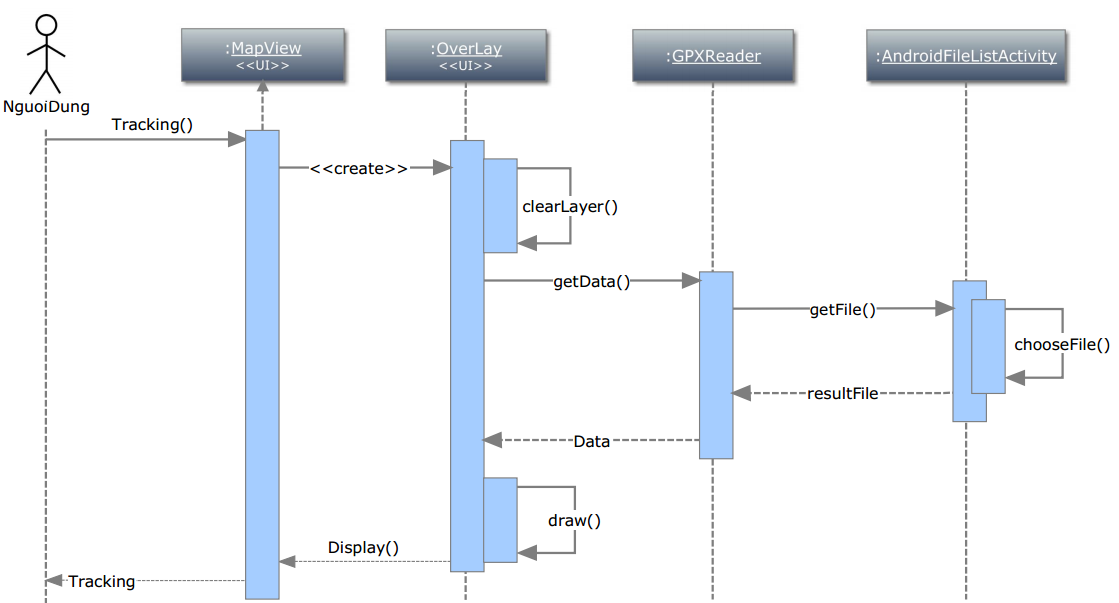 :MapView
<<UI>>
:OverLay
<<UI>>
:GPXReader
:AndroidFileListActivity
NguoiDung
Tracking()
<<create>>
clearLayer()
getData()
getFile()
chooseFile()
resultFile
Data
draw()
Display()
Tracking